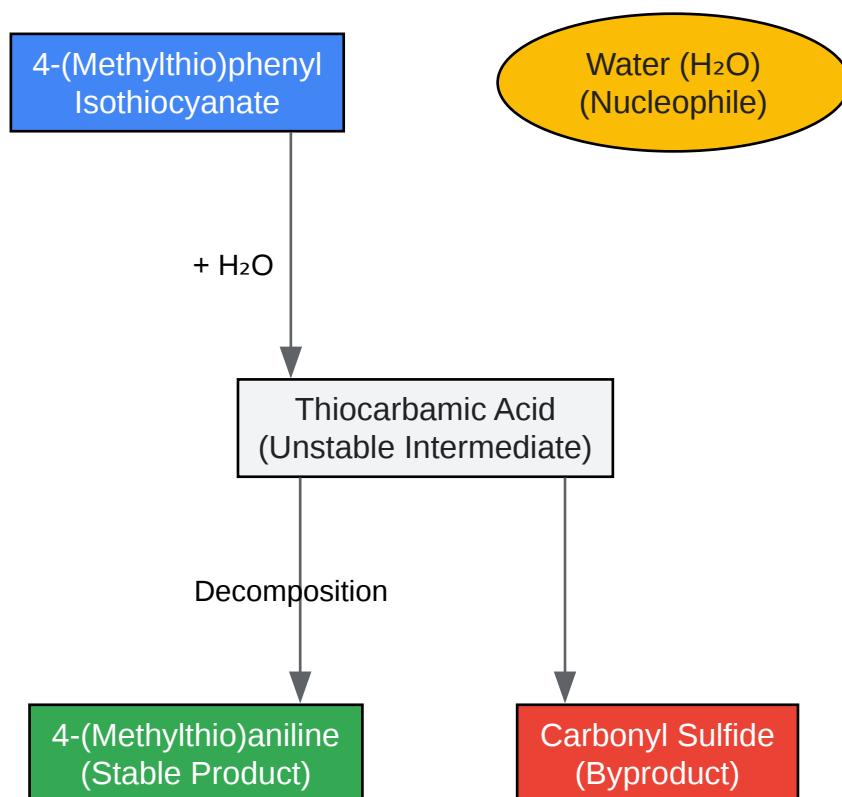 4-(Methylthio)phenyl
Isothiocyanate
Water (H₂O)
(Nucleophile)
+ H₂O
Thiocarbamic Acid
(Unstable Intermediate)
Decomposition
4-(Methylthio)aniline
(Stable Product)
Carbonyl Sulfide
(Byproduct)